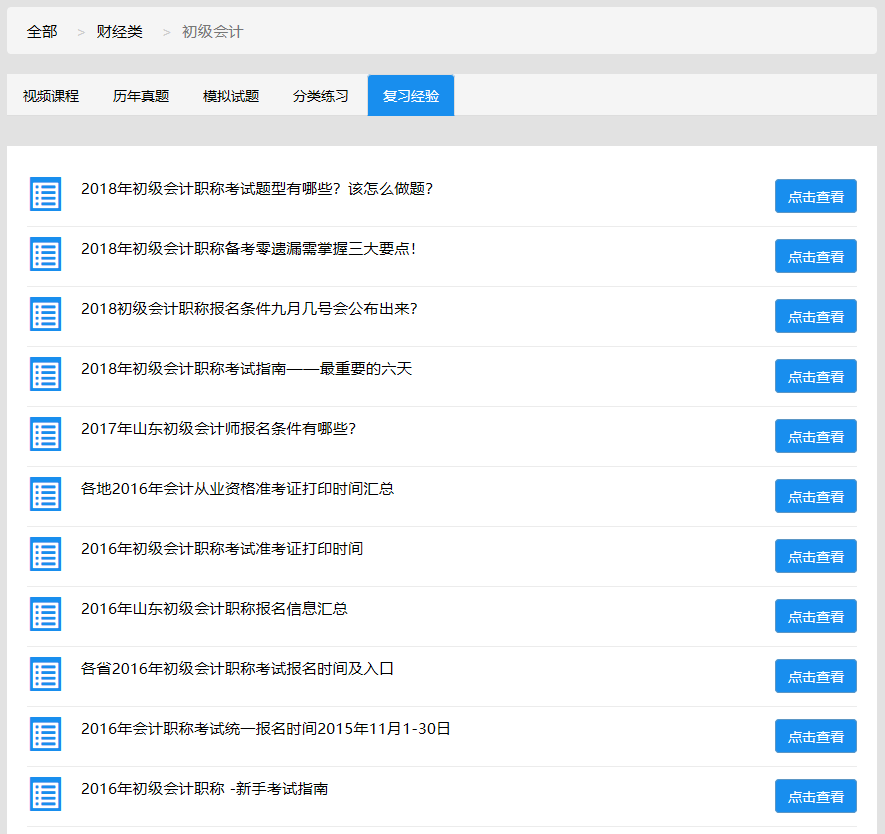 全部 > 财经类 > 初级会计
视频课程 历年真题 模拟试题 分类练习 复习经验
2018年初级会计职称考试题型有哪些？该怎么做题？ 点击查看
2018年初级会计职称备考零遗漏需掌握三大要点！ 点击查看
2018初级会计职称报名条件九月几号会公布出来？ 点击查看
2018年初级会计职称考试指南——最重要的六天 点击查看
2017年山东初级会计师报名条件有哪些？ 点击查看
各地2016年会计从业资格准考证打印时间汇总 点击查看
2016年初级会计职称考试准考证打印时间 点击查看
2016年山东初级会计职称报名信息汇总 点击查看
各省2016年初级会计职称考试报名时间及入口 点击查看
2016年会计职称考试统一报名时间2015年11月1-30日 点击查看
2016年初级会计职称 -新手考试指南 点击查看